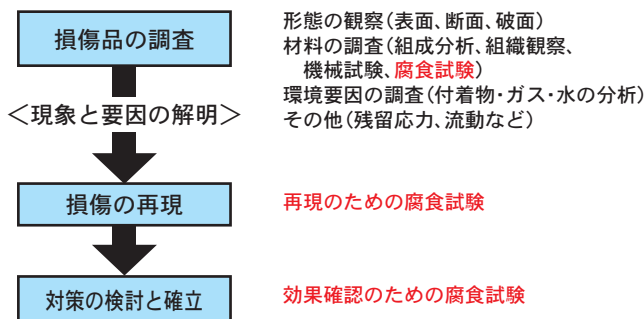 損傷品の調査
形態の観察(表面、断面、破面)
材料の調査(組成分析、組織観察、
機械試験、腐食試験)
環境要因の調査(付着物・ガス・水の分析)
その他(残留応力、流動など)
＜現象と要因の解明＞
損傷の再現
再現のための腐食試験
対策の検討と確立
効果確認のための腐食試験